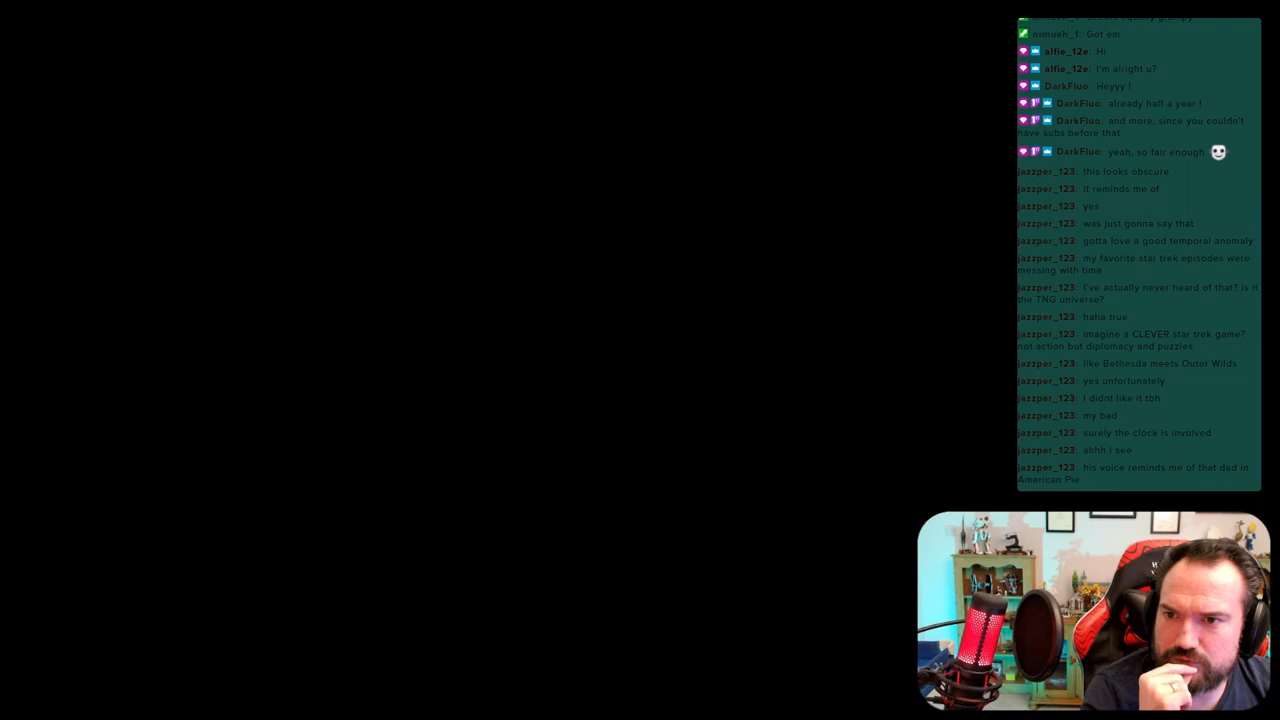 nimueh_1: Got em
alfie_12e: Hi
alfie_12e: I'm alright u?
DarkFluo: Heyyy !
DarkFluo: already half a year !
DarkFluo: and more, since you couldn't
have subs before that
DarkFluo: yeah, so fair enough
jazzper_123: this looks obscure
jazzper_123: it reminds me of
jazzper_123: yes
jazzper_123: was just gonna say that
jazzper_123: gotta love a good temporal anomaly
jazzper_123: my favorite star trek episodes were
messing with time
jazzper_123: I've actually never heard of that? is it
the TNG universe?
jazzper_123: haha true
jazzper_123: imagine a CLEVER star trek game?
not action but diplomacy and puzzles
jazzper_123: like Bethesda meets Outer Wilds
jazzper_123: yes unfortunately
jazzper_123: I didnt like it tbh
jazzper_123: my bad
jazzper_123: surely the clock is involved
jazzper_123: ahhh I see
jazzper_123: his voice reminds me of that dad in
American Pie